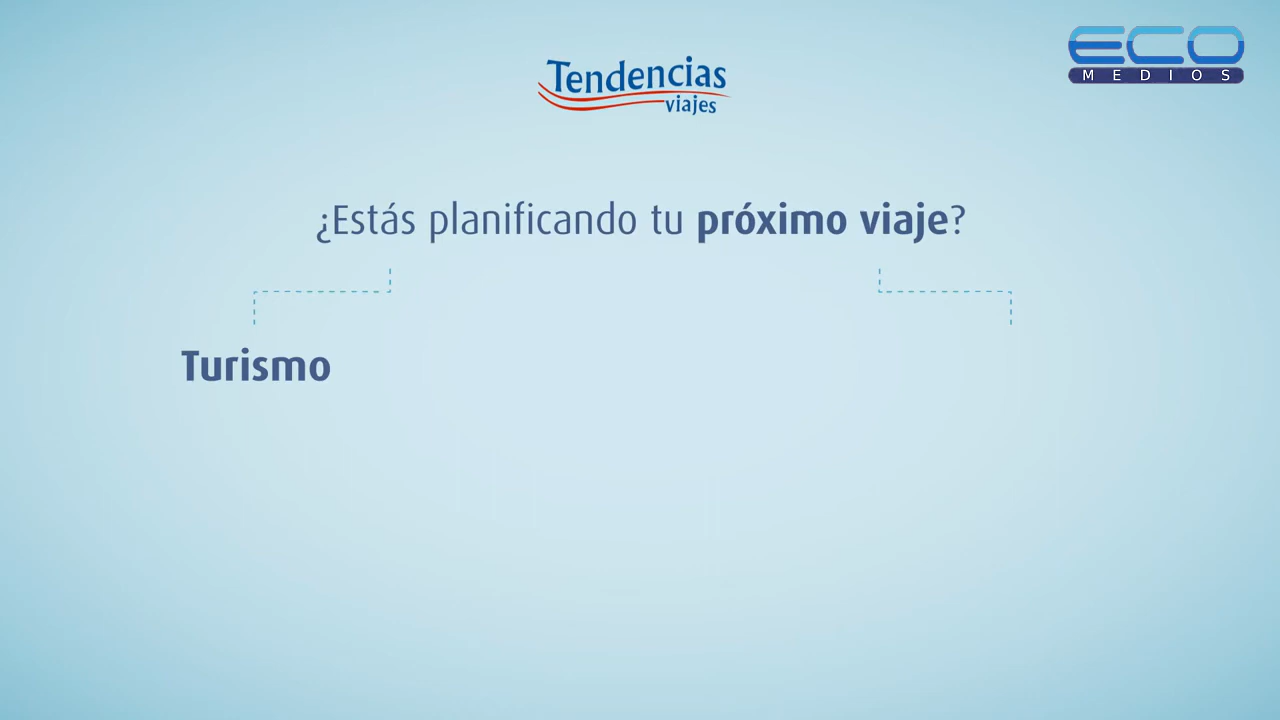 ECO
MEDIOS
Tendencias
viajes
¿Estás planificando tu próximo viaje?
Turismo